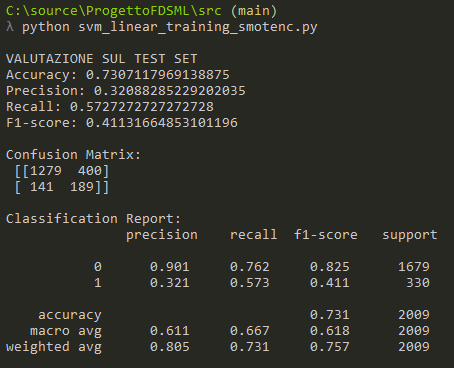 C:\source\ProgettoFDSML\src (main)
λ python svm_linear_training_smotenc.py
VALUTAZIONE SUL TEST SET
Accuracy: 0.7307117969138875
Precision: 0.32088285229202035
Recall: 0.5727272727272728
F1-score: 0.41131664853101196
Confusion Matrix:
[[1279 400]
[ 141 189]]
Classification Report:
precision recall f1-score support
0 0.901 0.762 0.825 1679
1 0.321 0.573 0.411 330
accuracy 0.731 2009
macro avg 0.611 0.667 0.618 2009
weighted avg 0.805 0.731 0.757 2009